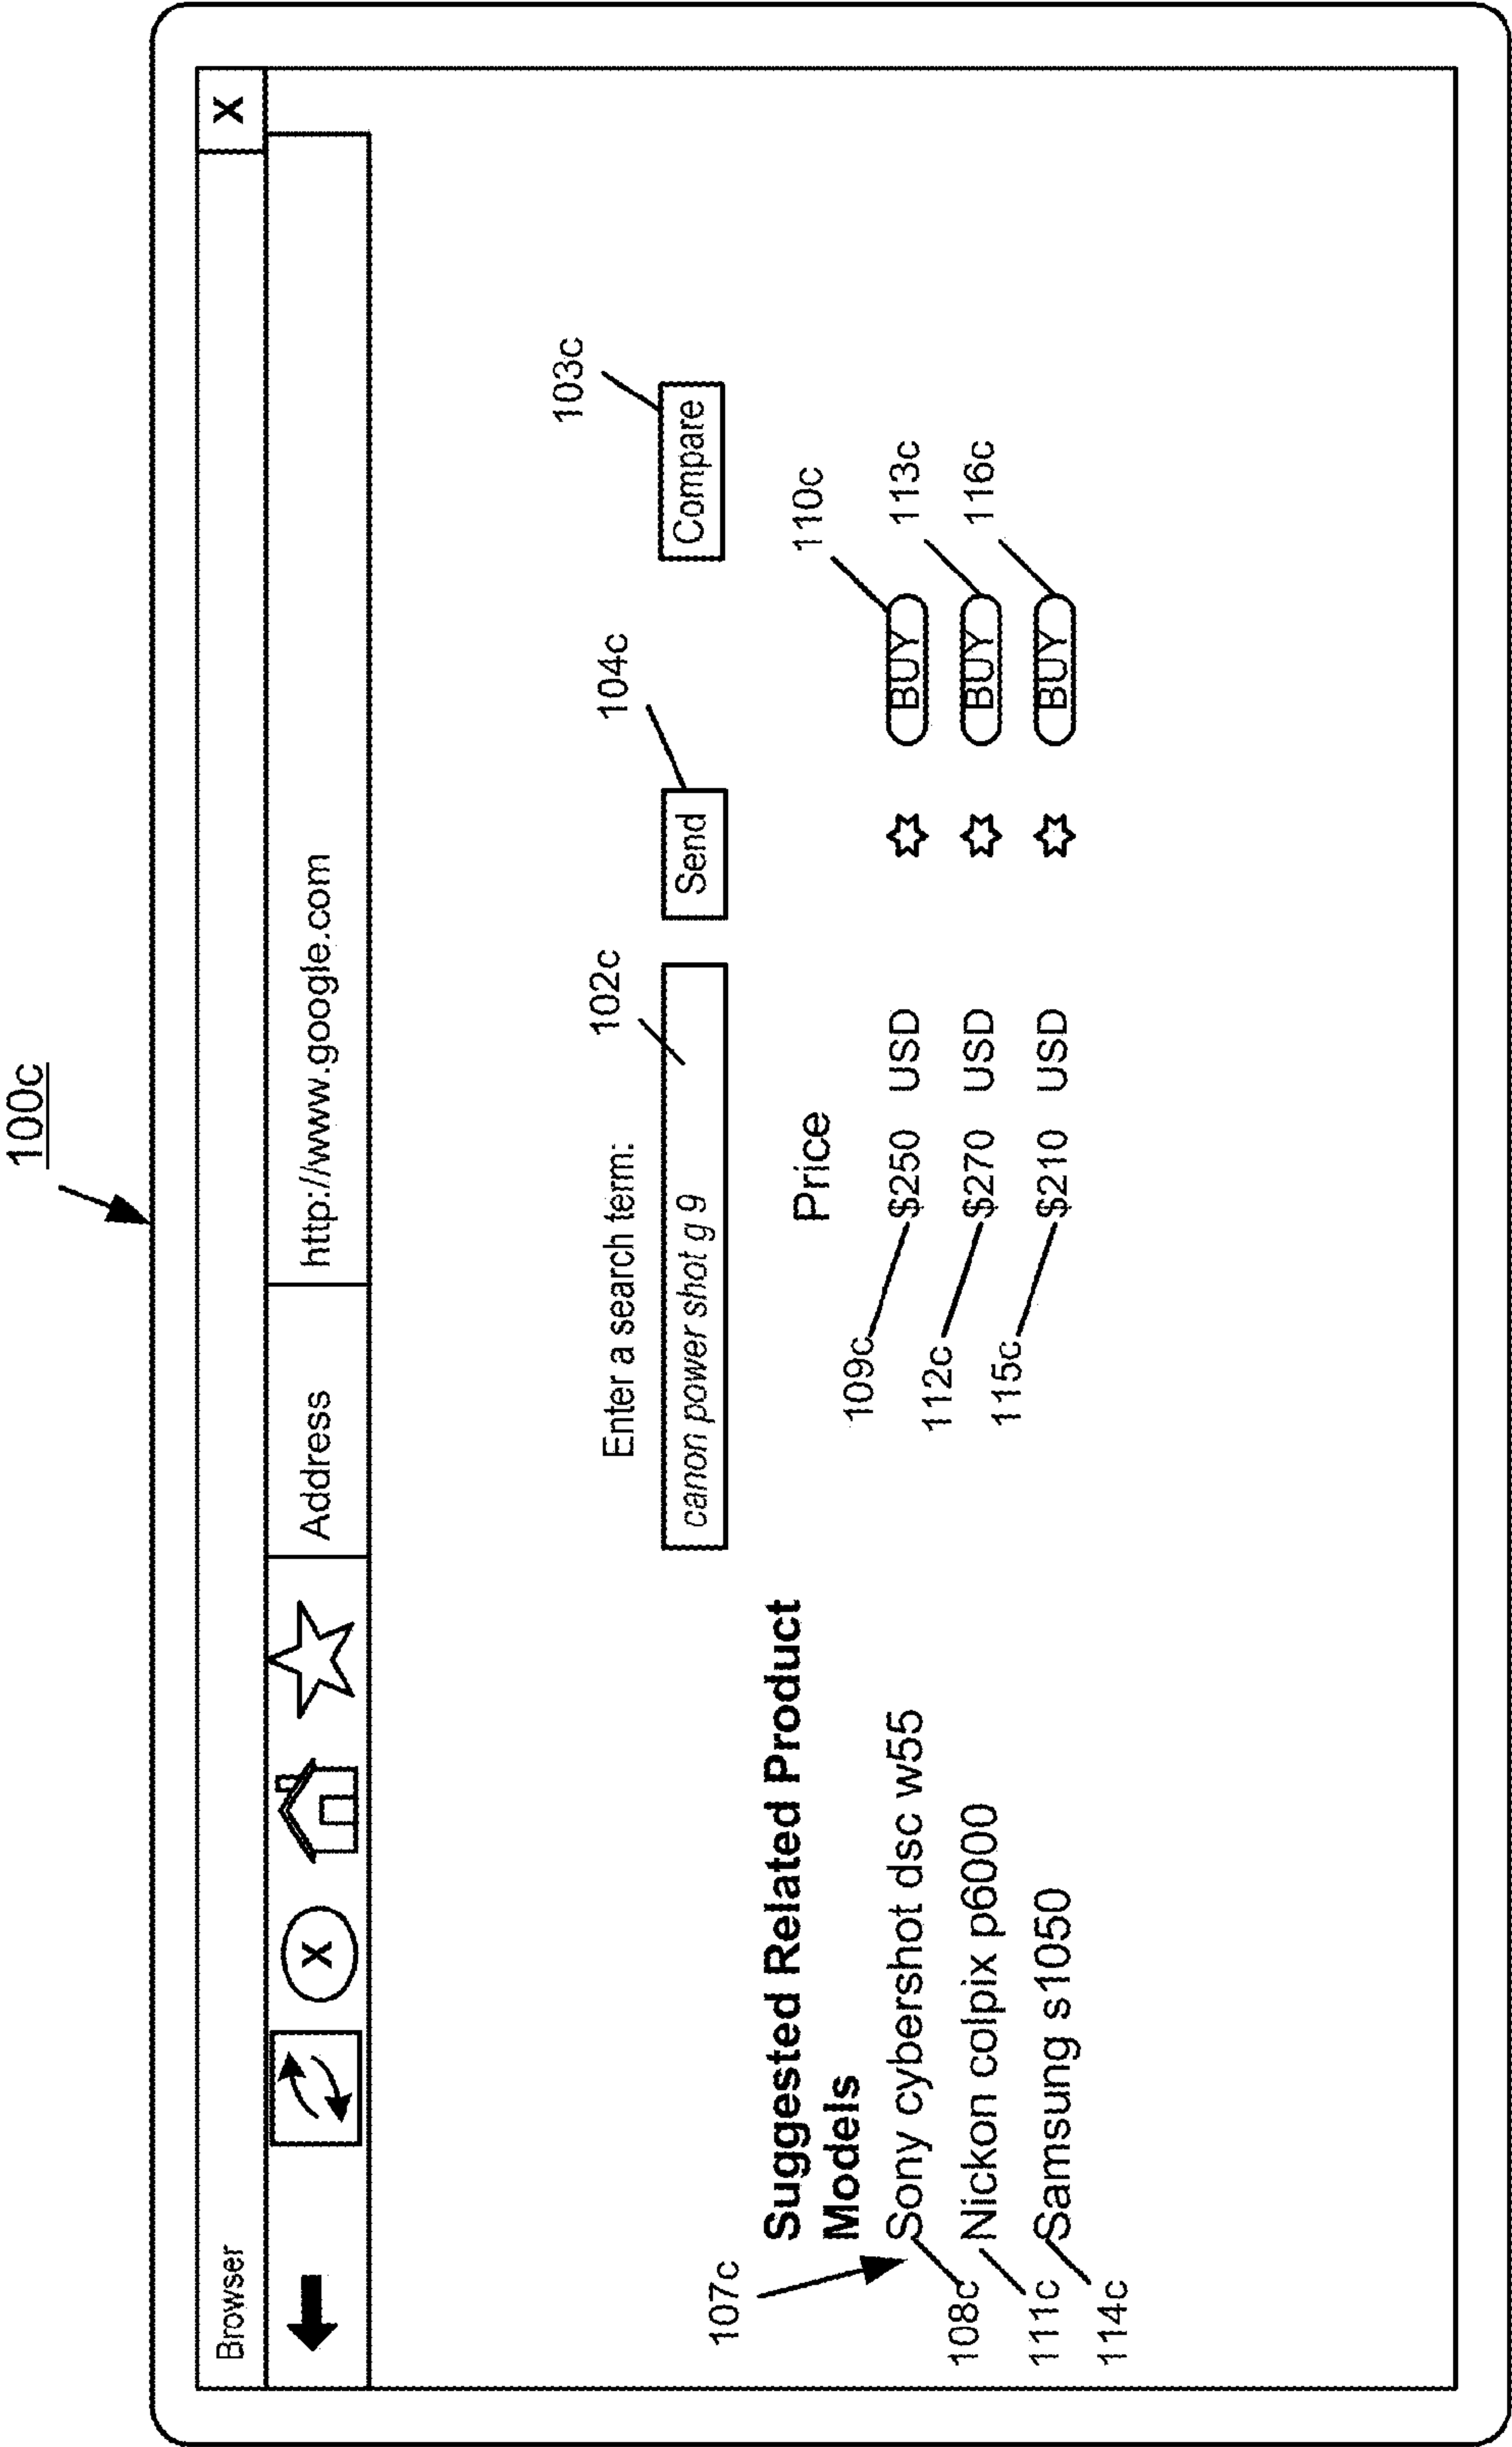 100c
Browser
X
X
Address
http://www.google.com
103c
104c
102c
Enter a search term:
canon power shot g 9
Send
Compare
107c
Suggested Related Product
Models
Price
110c
109c
108c
Sony cybershot dsc w55
$250 USD
BUY
113c
112c
111c
Nickon colpix p6000
$270 USD
BUY
116c
115c
114c
Samsung s1050
$210 USD
BUY